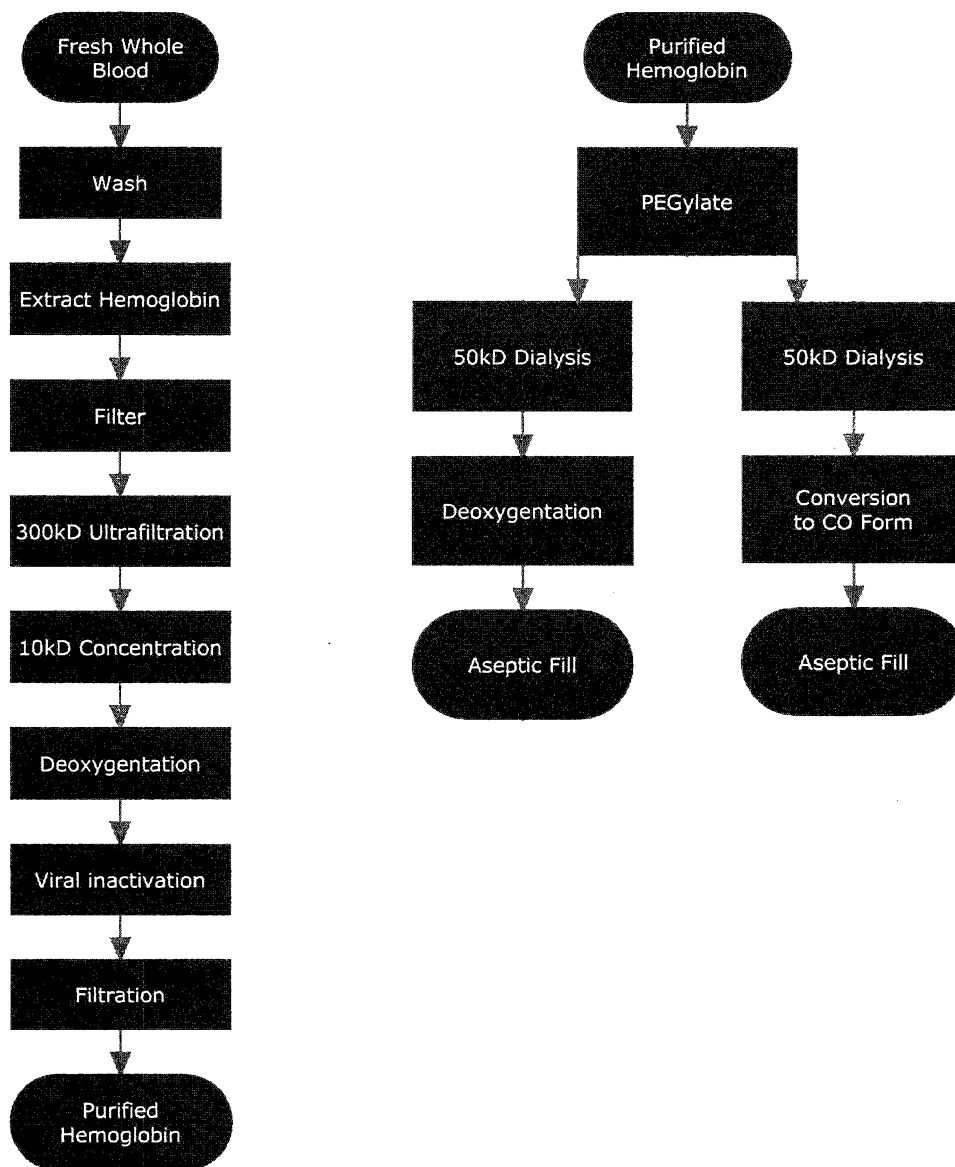 Fresh Whole
Blood
Wash
Extract Hemoglobin
Filter
300kD Ultrafiltration
10kD Concentration
Deoxygentation
Viral inactivation
Filtration
Purified
Hemoglobin
Purified
Hemoglobin
PEGylate
50kD Dialysis
50kD Dialysis
Deoxygentation
Conversion
to CO Form
Aseptic Fill
Aseptic Fill